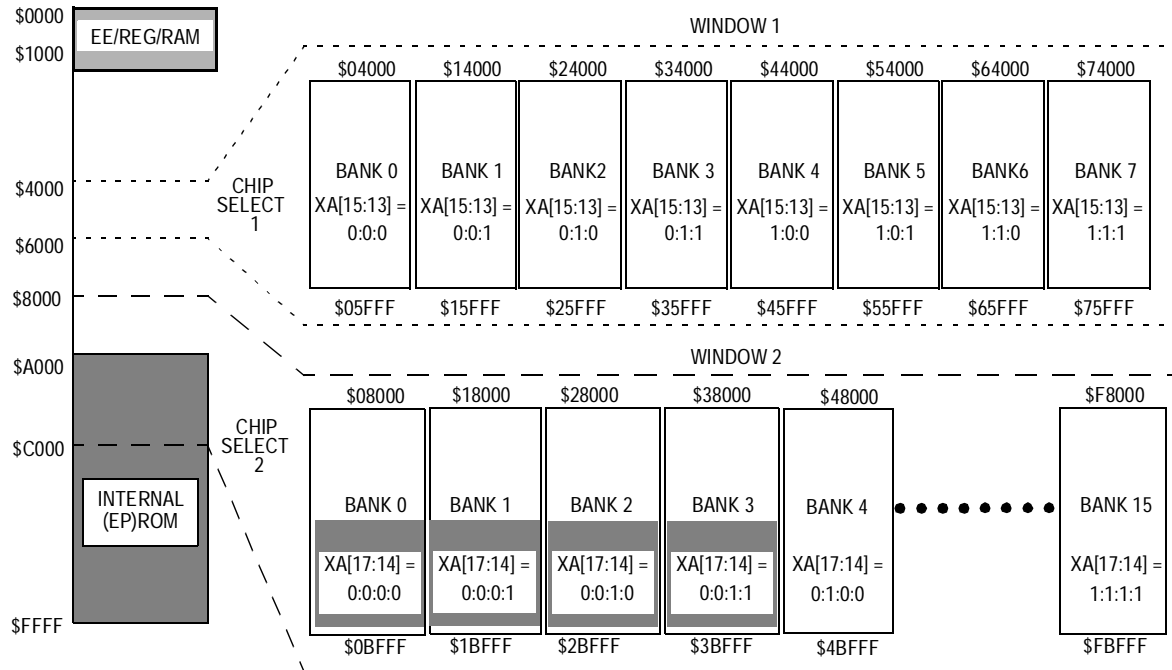 $0000
EE/REG/RAM
$1000
$4000
$6000
$8000
$A000
$C000
INTERNAL
(EP)ROM
$FFFF
CHIP
SELECT
1
CHIP
SELECT
2
WINDOW 1
$04000 $14000 $24000 $34000 $44000 $54000 $64000 $74000
BANK 0 BANK 1 BANK2 BANK 3 BANK 4 BANK 5 BANK6 BANK 7
XA[15:13] = XA[15:13] = XA[15:13] = XA[15:13] = XA[15:13] = XA[15:13] = XA[15:13] = XA[15:13] =
0:0:0 0:0:1 0:1:0 0:1:1 1:0:0 1:0:1 1:1:0 1:1:1
$05FFF $15FFF $25FFF $35FFF $45FFF $55FFF $65FFF $75FFF
WINDOW 2
$08000 $18000 $28000 $38000 $48000 $F8000
BANK 0 BANK 1 BANK 2 BANK 3 BANK 4 BANK 15
XA[17:14] = XA[17:14] = XA[17:14] = XA[17:14] = XA[17:14] = XA[17:14] =
0:0:0:0 0:0:0:1 0:0:1:0 0:0:1:1 0:1:0:0 1:1:1:1
$0BFFF $1BFFF $2BFFF $3BFFF $4BFFF $FBFFF